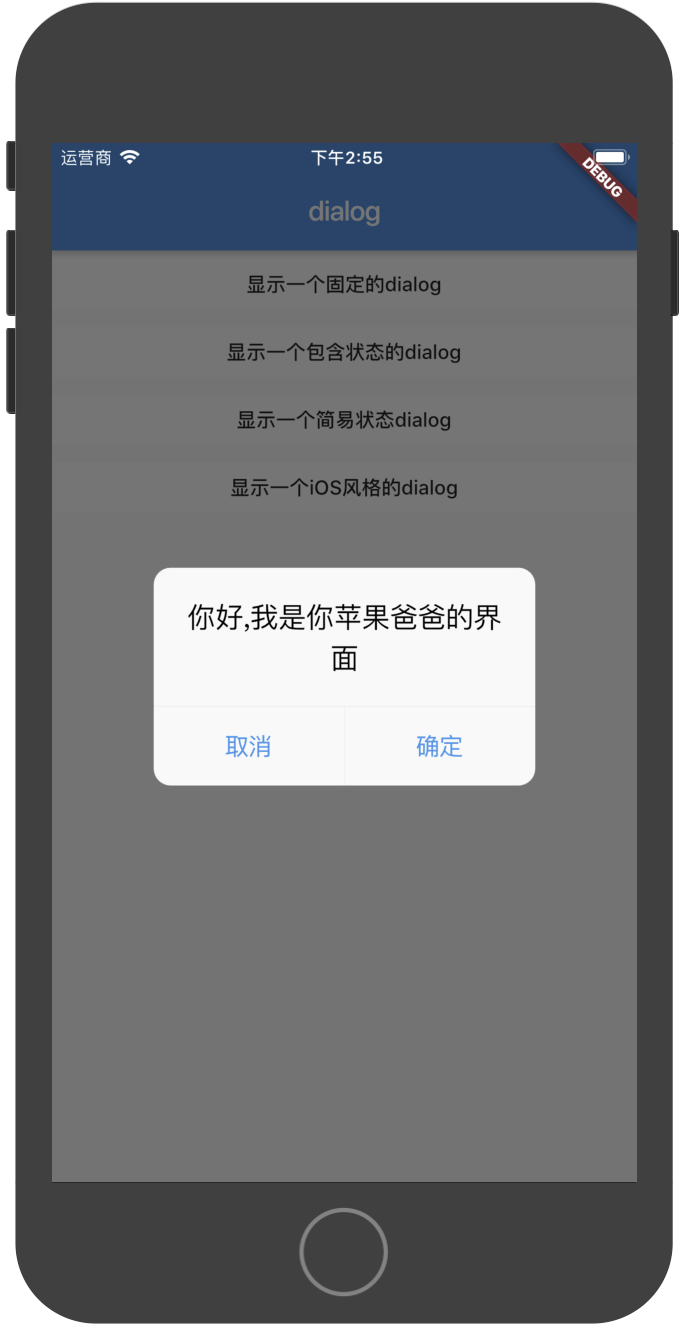 运营商
下午2:55
DEBUG
dialog
显示一个固定的dialog
显示一个包含状态的dialog
显示一个简易状态dialog
显示一个iOS风格的dialog
你好,我是你苹果爸爸的界
面
取消
确定